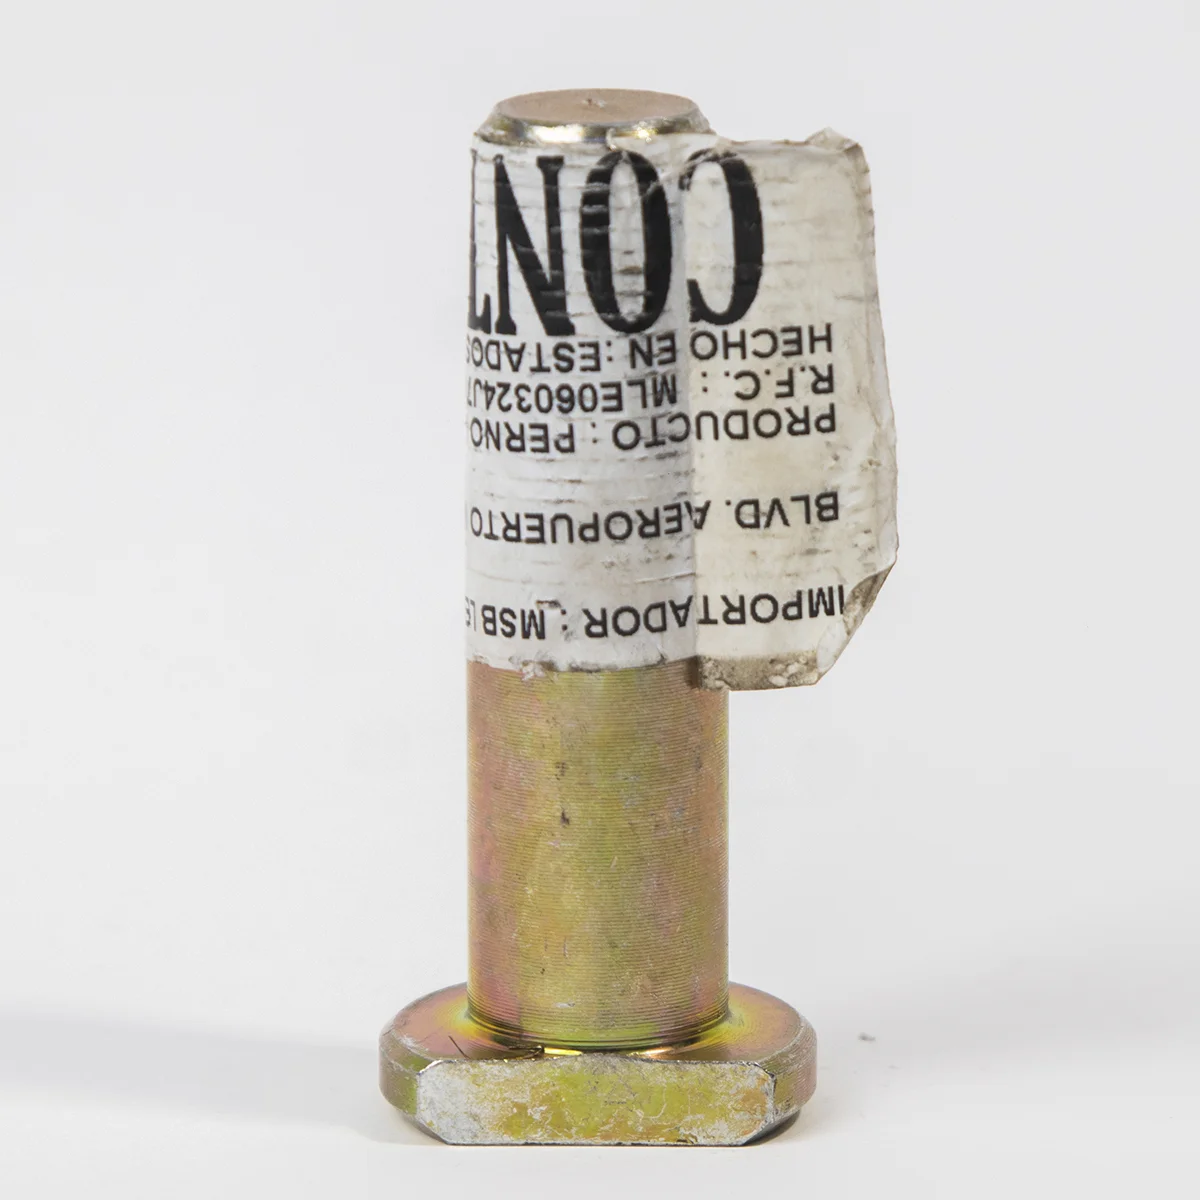 IMPORTADOR : MSB
BLVD. AEROPUERTO
PRODUCTO : PERNO
R.F.C. : MLE060324J7
HECHO EN : ESTADOS
CONT